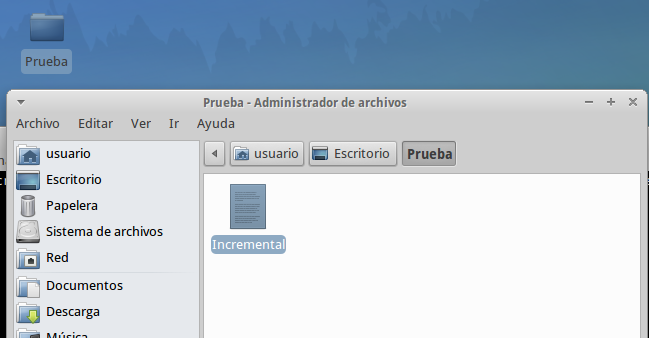 Prueba
Prueba - Administrador de archivos
Archivo Editar Ver Ir Ayuda
usuario Escritorio Prueba
usuario
Escritorio
Papelera
Sistema de archivos
Red
Documentos
Descarga
Música
Incremental